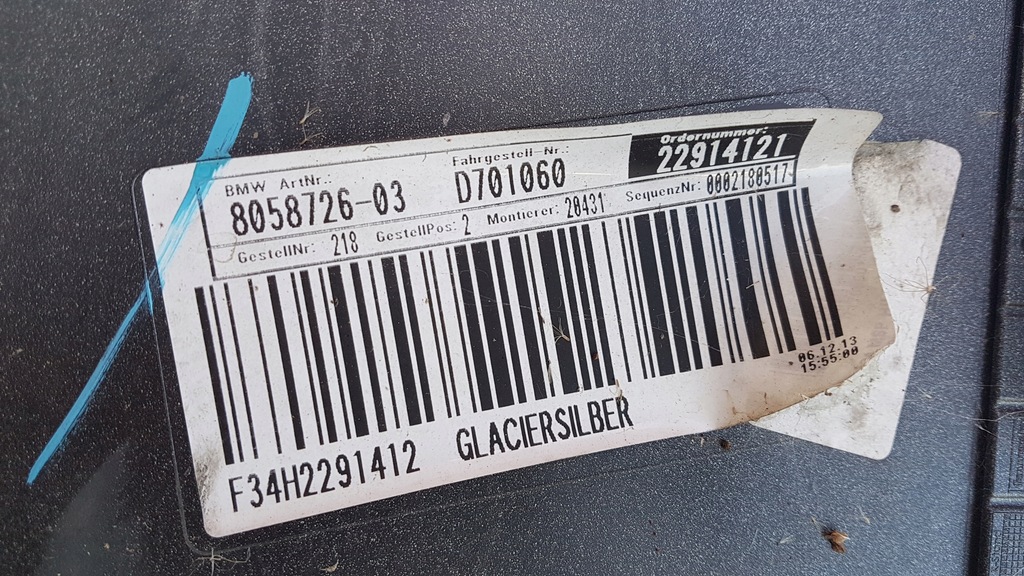 BMW ArtNr.: Fahrgestell-Nr.: Ordernummer:
8058726-03 D701060 22914121
GestellNr: 218 GestellPos: 2 Montierer: 20431 SequenzNr: 0002180517
06.12.13
15:55:00
F34H2291412 GLACIERSILBER